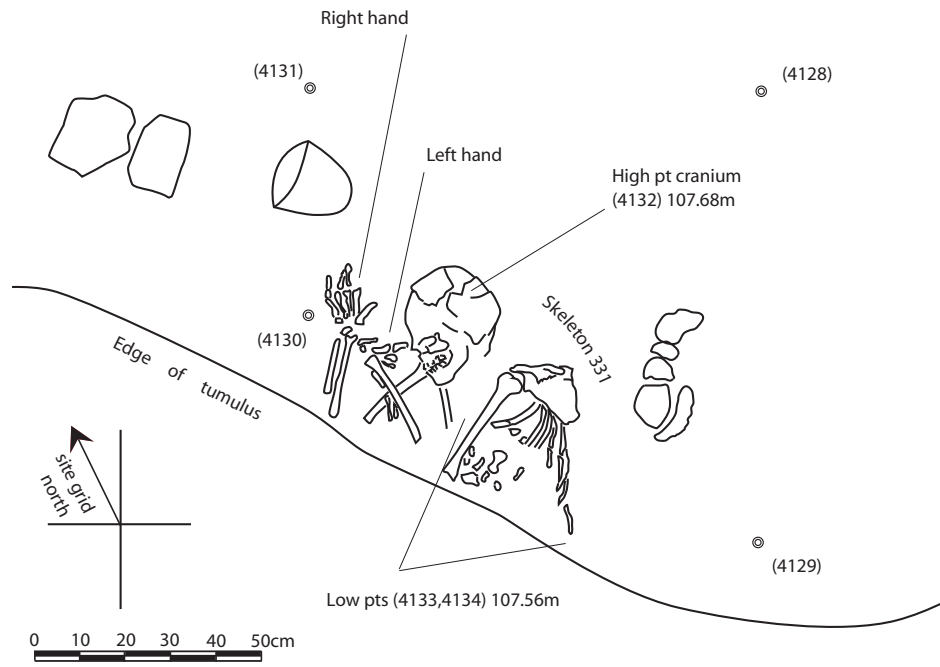 Right hand
(4131)
(4128)
Left hand
High pt cranium
(4132) 107.68m
Skeleton 331
(4130)
Edge of tumulus
site grid
north
(4129)
Low pts (4133,4134) 107.56m
0 10 20 30 40 50cm